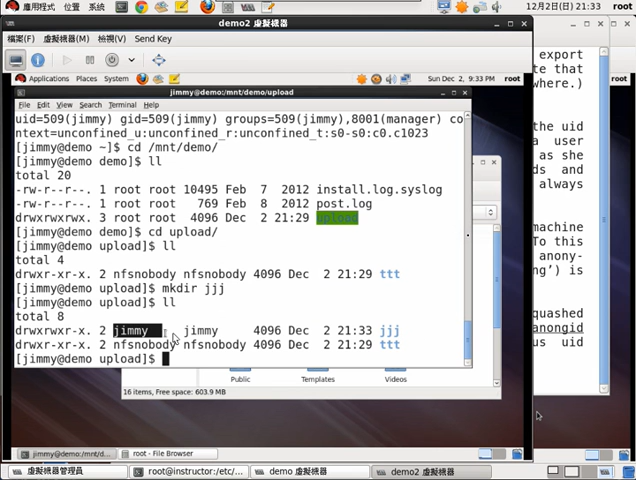 應用程式 位置 系統 12月2日(日) 21:33 root
demo2 虛擬機器
檔案(F) 虛擬機器(M) 檢視(V) Send Key
Applications Places System Sun Dec 2, 9:33 PM root
jimmy@demo:/mnt/demo/upload
File Edit View Search Terminal Help
uid=509(jimmy) gid=509(jimmy) groups=509(jimmy),8001(manager) co
ntext=unconfined_u:unconfined_r:unconfined_t:s0-s0:c0.c1023
[jimmy@demo ~]$ cd /mnt/demo/
[jimmy@demo demo]$ ll
total 20
-rw-r--r--. 1 root root 10495 Feb 7 2012 install.log.syslog
-rw-r--r--. 1 root root 769 Feb 8 2012 post.log
drwxrwxrwx. 3 root root 4096 Dec 2 21:29 upload
[jimmy@demo demo]$ cd upload/
[jimmy@demo upload]$ ll
total 4
drwxr-xr-x. 2 nfsnobody nfsnobody 4096 Dec 2 21:29 ttt
[jimmy@demo upload]$ mkdir jjj
[jimmy@demo upload]$ ll
total 8
drwxrwxr-x. 2 jimmy jimmy 4096 Dec 2 21:33 jjj
drwxr-xr-x. 2 nfsnobody nfsnobody 4096 Dec 2 21:29 ttt
[jimmy@demo upload]$
Public Templates Videos
16 items, Free space: 603.9 MB
export
te that
where.)
the uid
a user
as she
ds and
always
machine
To this
anony-
ng') is
squashed
anongid
us uid
jimmy@demo:/mnt/d... root - File Browser
虛擬機器管理員 root@instructor:/etc/... demo 虛擬機器 demo2 虛擬機器